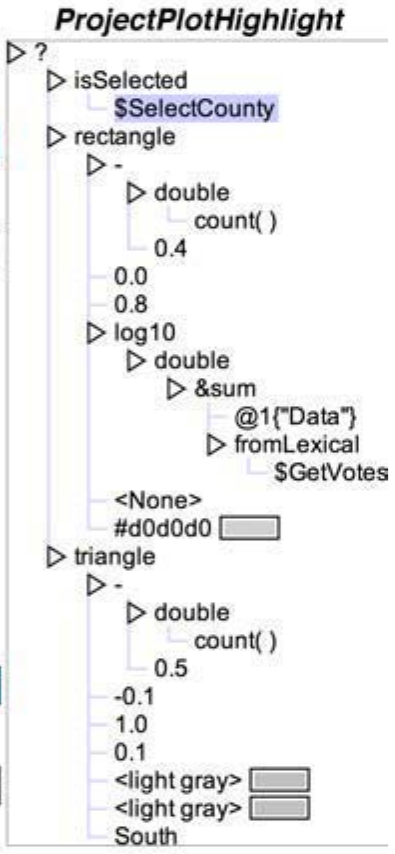 ProjectPlotHighlight
?
isSelected
$SelectCounty
rectangle
-
double
count( )
0.4
0.0
0.8
log10
double
&sum
@1{"Data"}
fromLexical
$GetVotes
<None>
#d0d0d0
triangle
-
double
count( )
0.5
-0.1
1.0
0.1
<light gray>
<light gray>
South